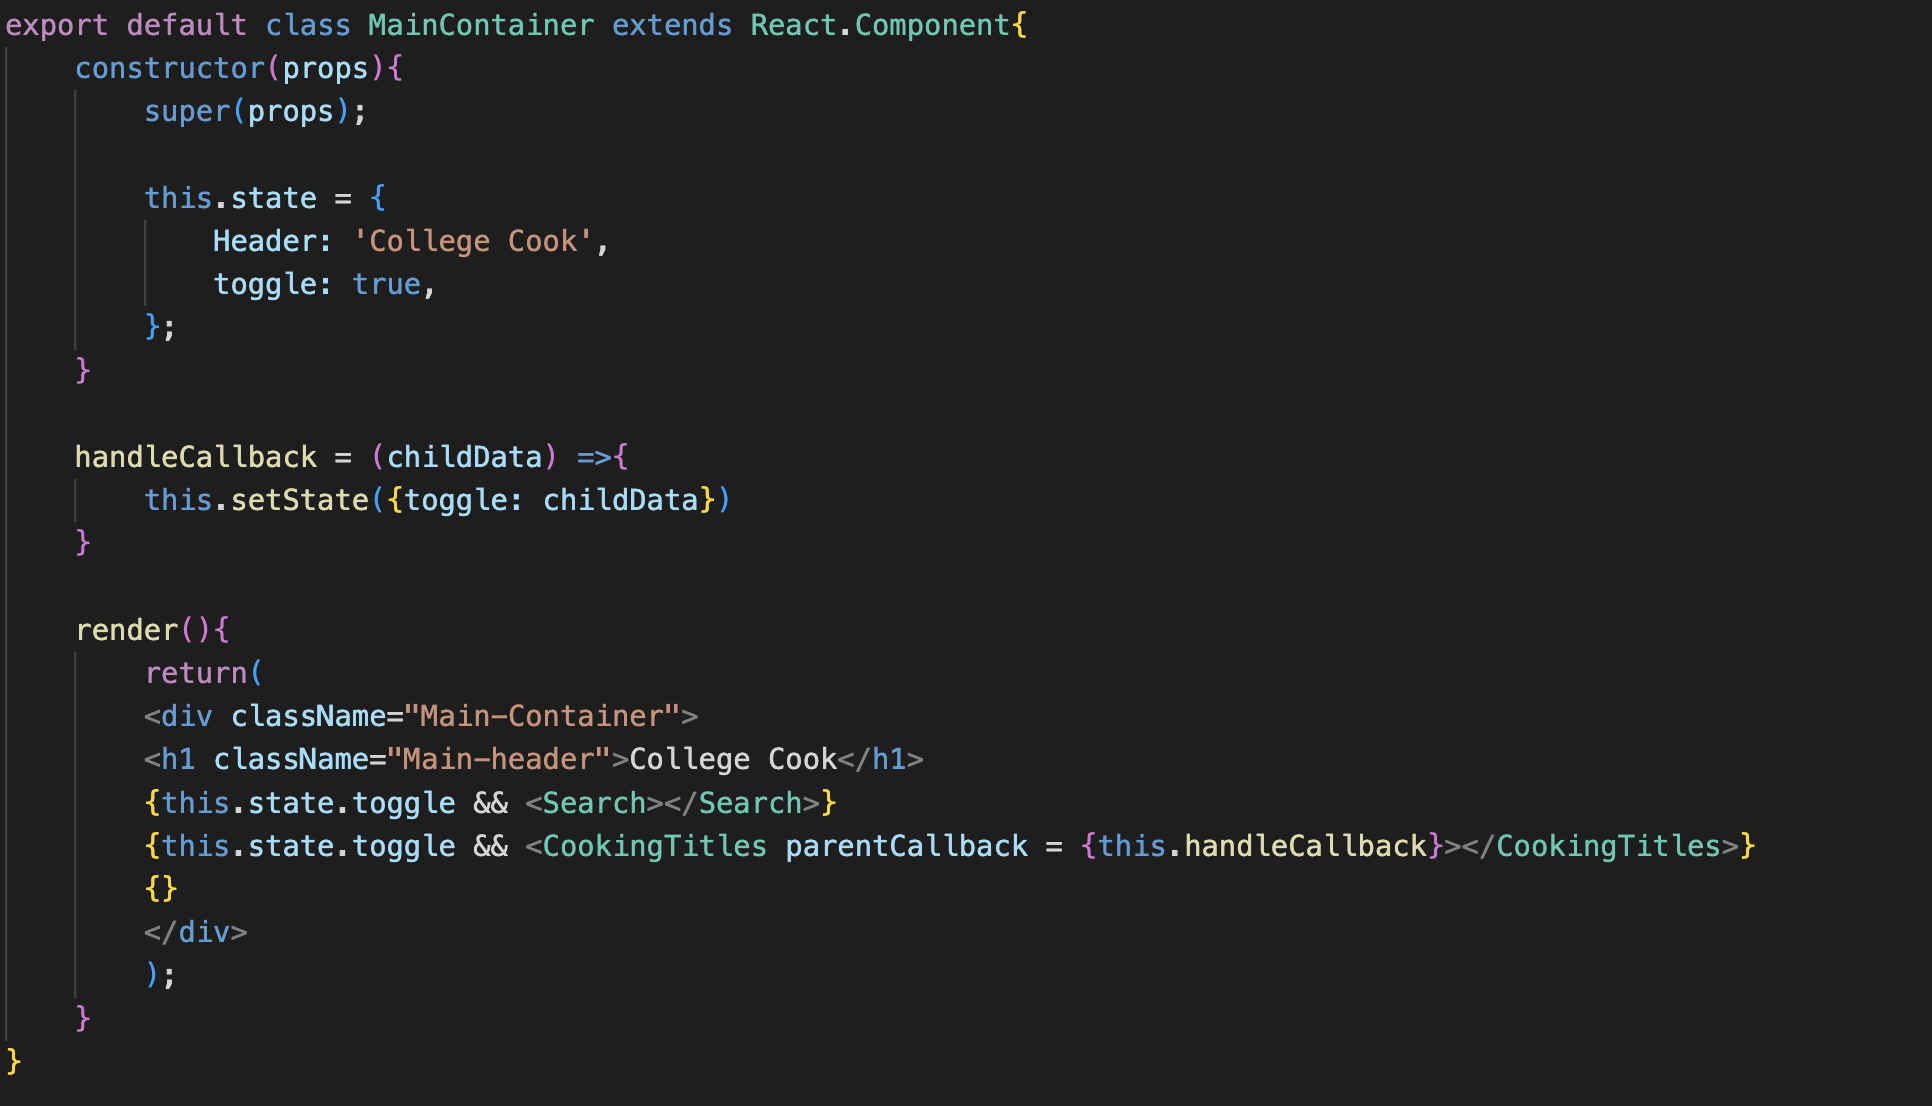 export default class MainContainer extends React.Component{
    constructor(props){
        super(props);

        this.state = {
            Header: 'College Cook',
            toggle: true,
        };
    }

    handleCallback = (childData) =>{
        this.setState({toggle: childData})
    }

    render(){
        return(
        <div className="Main-Container">
        <h1 className="Main-header">College Cook</h1>
        {this.state.toggle && <Search></Search>}
        {this.state.toggle && <CookingTitles parentCallback = {this.handleCallback}></CookingTitles>}
        {}
        </div>
        );
    }
}